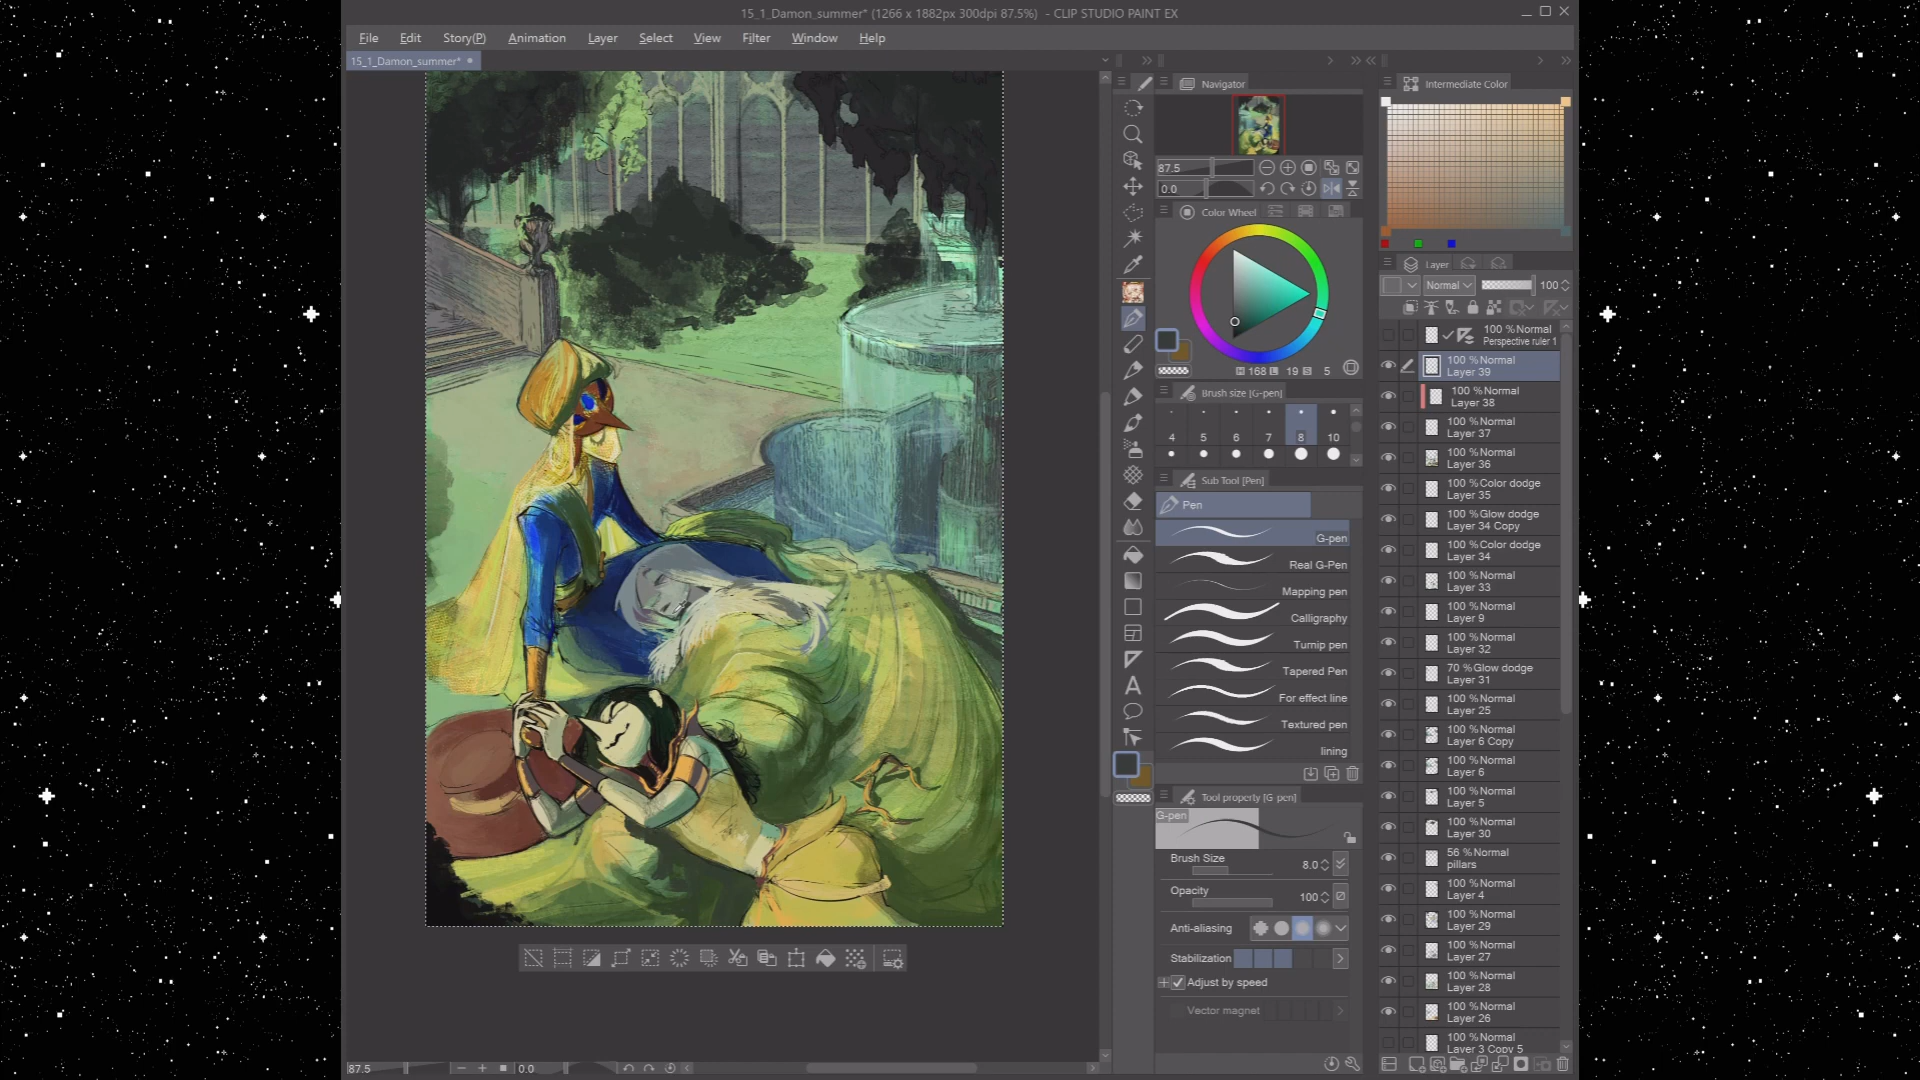 15_1_Damon_summer* (1266 x 1882px 300dpi 87.5%) - CLIP STUDIO PAINT EX
File Edit Story(P) Animation Layer Select View Filter Window Help
15_1_Damon_summer*
Navigator
87.5
0.0
Color Wheel
H 168 L 19 S 5
Brush size [G-pen]
4 5 6 7 8 10
Sub Tool [Pen]
Pen
G-pen
Real G-Pen
Mapping pen
Calligraphy
Turnip pen
Tapered Pen
For effect line
Textured pen
lining
Tool property [G-pen]
G-pen
Brush Size 8.0
Opacity 100
Anti-aliasing
Stabilization
Adjust by speed
Vector magnet
Intermediate Color
Layer
Normal 100
100 %Normal
Perspective ruler 1
100 %Normal
Layer 39
100 %Normal
Layer 38
100 %Normal
Layer 37
100 %Normal
Layer 36
100 %Color dodge
Layer 35
100 %Glow dodge
Layer 34 Copy
100 %Color dodge
Layer 34
100 %Normal
Layer 33
100 %Normal
Layer 9
100 %Normal
Layer 32
70 %Glow dodge
Layer 31
100 %Normal
Layer 25
100 %Normal
Layer 6 Copy
100 %Normal
Layer 6
100 %Normal
Layer 5
100 %Normal
Layer 30
56 %Normal
pillars
100 %Normal
Layer 4
100 %Normal
Layer 29
100 %Normal
Layer 27
100 %Normal
Layer 28
100 %Normal
Layer 26
100 %Normal
Layer 3 Copy 5
87.5 0.0